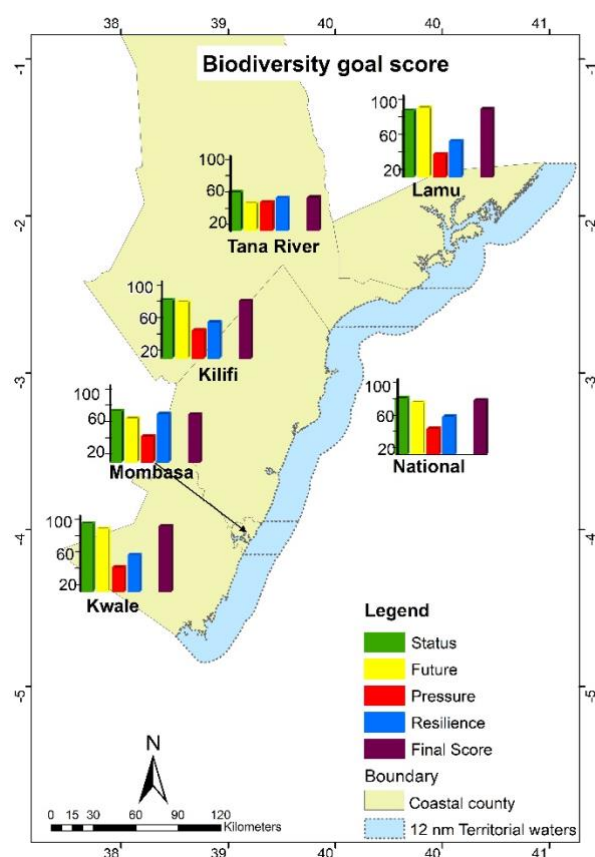 38 39 40 40 41
Biodiversity goal score
-1
-2
-3
-4
-5
-1
-2
-3
-4
-5
100
60
20
Lamu
100
60
20
Tana River
100
60
20
Kilifi
100
60
20
Mombasa
100
60
20
National
100
60
20
Kwale
Legend
Status
Future
Pressure
Resilience
Final Score
Boundary
Coastal county
12 nm Territorial waters
N
0 15 30 60 90 120
Kilometers
38 39 40 40 41